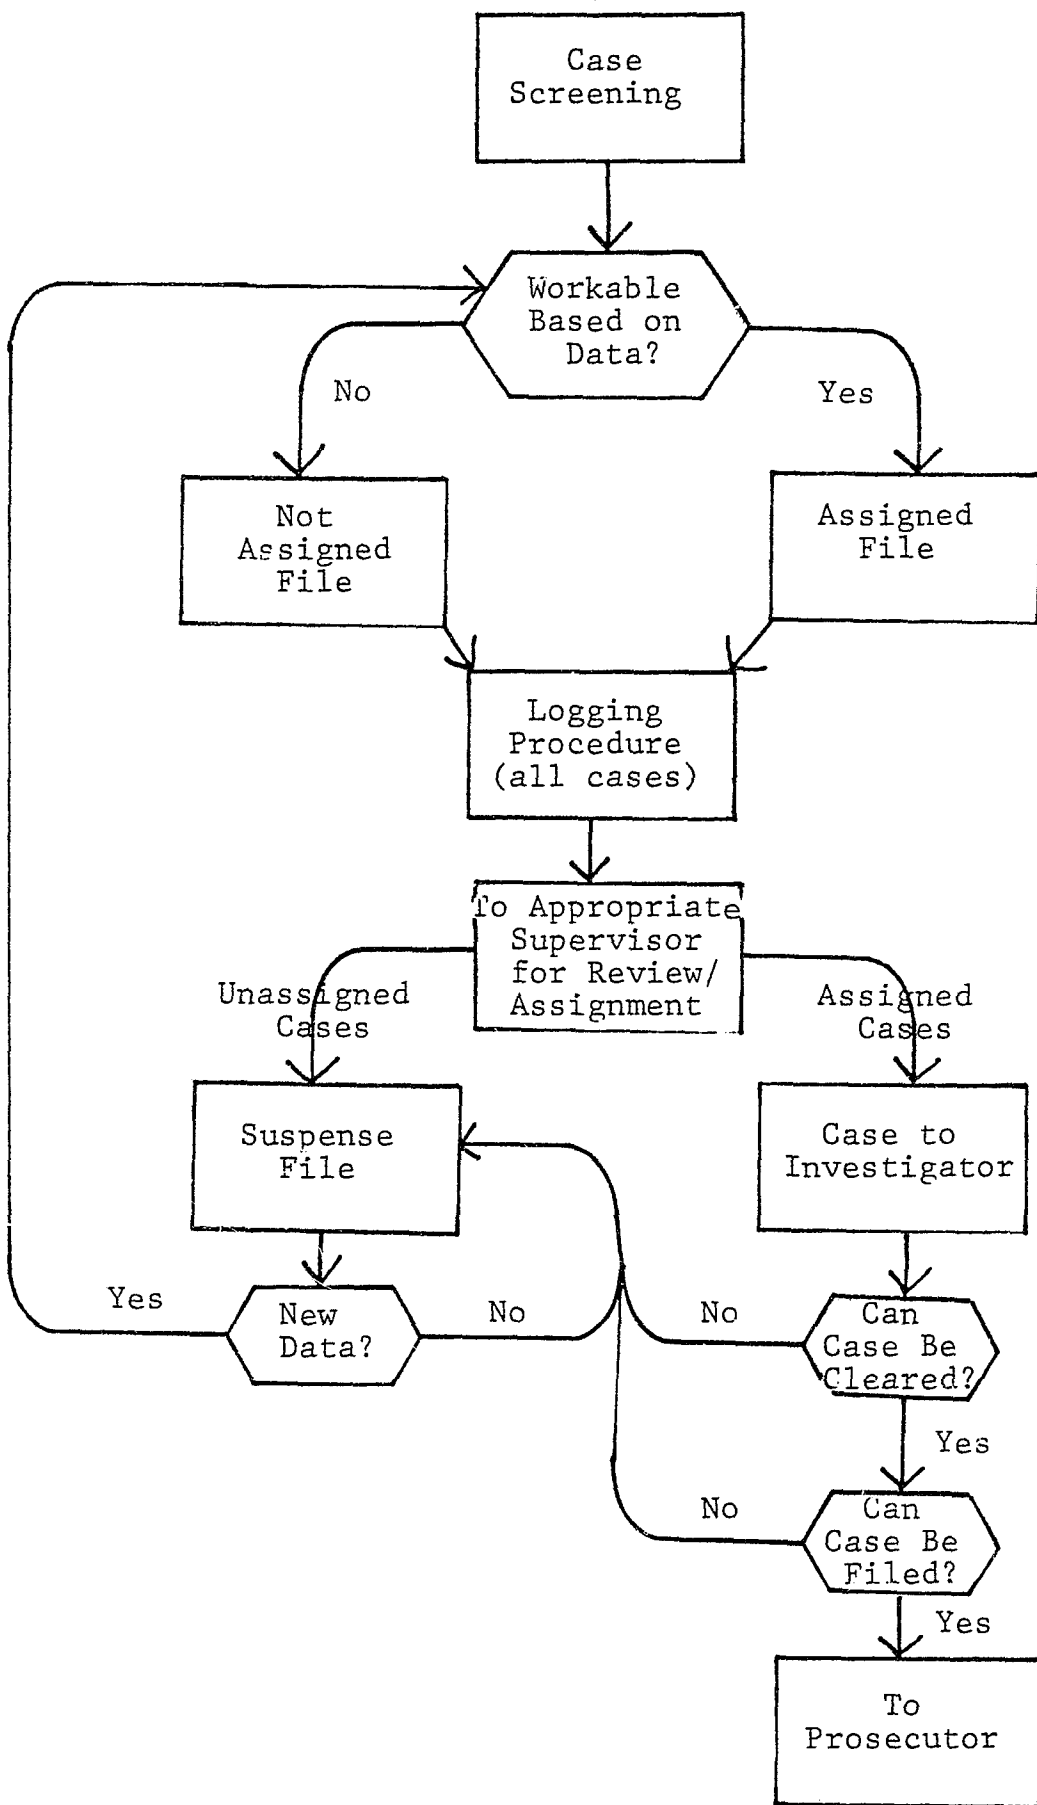 Case
Screening
Workable
Based on
Data?
No
Yes
Not
Assigned
File
Assigned
File
Logging
Procedure
(all cases)
To Appropriate
Supervisor
for Review/
Assignment
Unassigned
Cases
Assigned
Cases
Suspense
File
Case to
Investigator
Yes
New
Data?
No
No
Can
Case Be
Cleared?
Yes
No
Can
Case Be
Filed?
Yes
To
Prosecutor